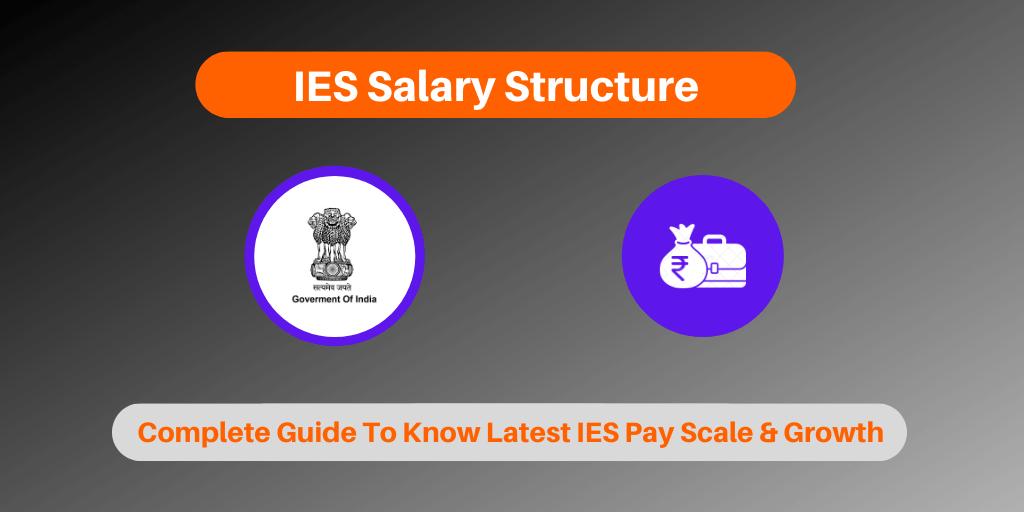 IES Salary Structure
सत्यमेव जयते
Goverment Of India
₹
Complete Guide To Know Latest IES Pay Scale & Growth